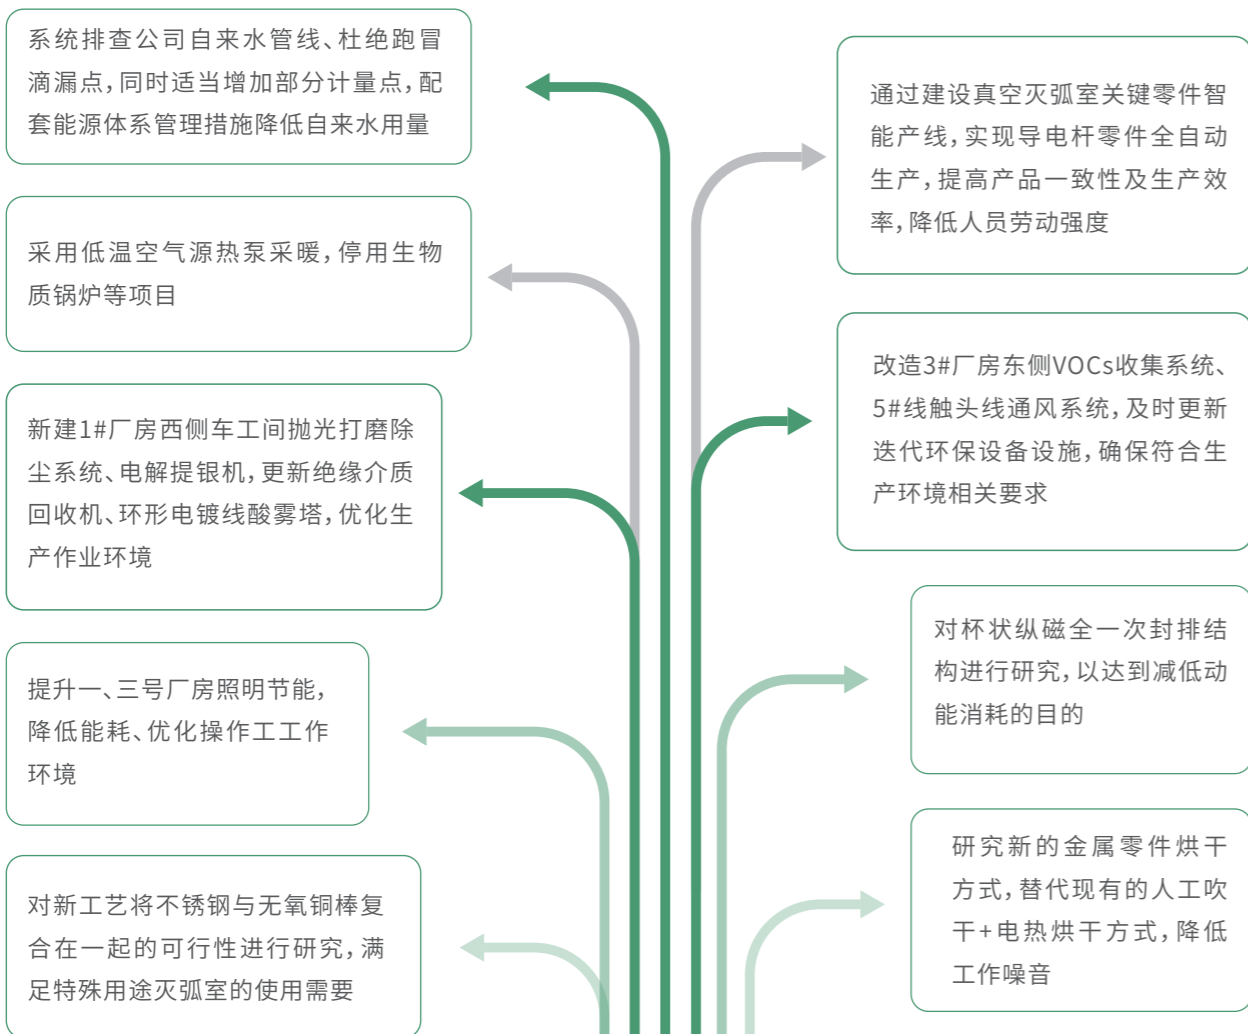 系统排查公司自来水管线、杜绝跑冒
滴漏点，同时适当增加部分计量点，配
套能源体系管理措施降低自来水用量
采用低温空气源热泵采暖，停用生物
质锅炉等项目
新建1#厂房西侧车工间抛光打磨除
尘系统、电解提银机，更新绝缘介质
回收机、环形电镀线酸雾塔，优化生
产作业环境
提升一、三号厂房照明节能，
降低能耗、优化操作工工作
环境
对新工艺将不锈钢与无氧铜棒复
合在一起的可行性进行研究，满
足特殊用途灭弧室的使用需要
通过建设真空灭弧室关键零件智
能产线，实现导电杆零件全自动
生产，提高产品一致性及生产效
率，降低人员劳动强度
改造3#厂房东侧VOCs收集系统、
5#线触头线通风系统，及时更新
迭代环保设备设施，确保符合生
产环境相关要求
对杯状纵磁全一次封排结
构进行研究，以达到减低动
能消耗的目的
研究新的金属零件烘干
方式，替代现有的人工吹
干+电热烘干方式，降低
工作噪音